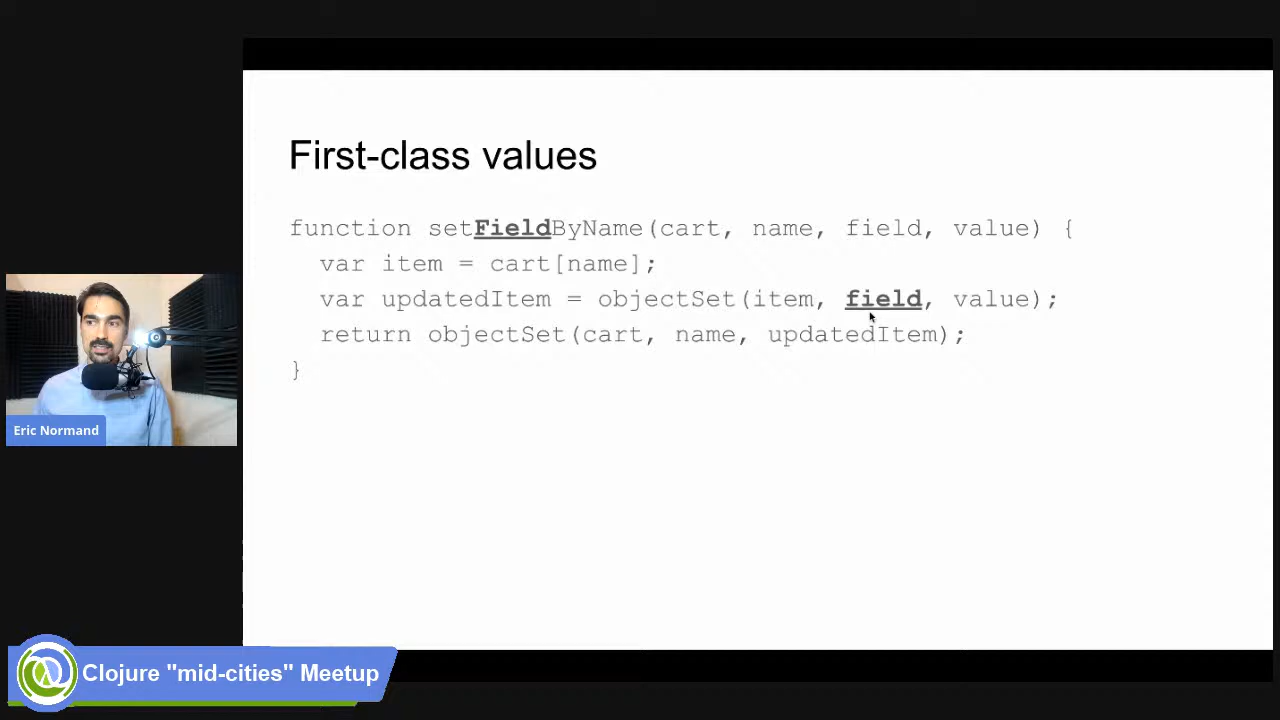 First-class values
function setFieldByName(cart, name, field, value) {
  var item = cart[name];
  var updatedItem = objectSet(item, field, value);
  return objectSet(cart, name, updatedItem);
}
Eric Normand
Clojure "mid-cities" Meetup